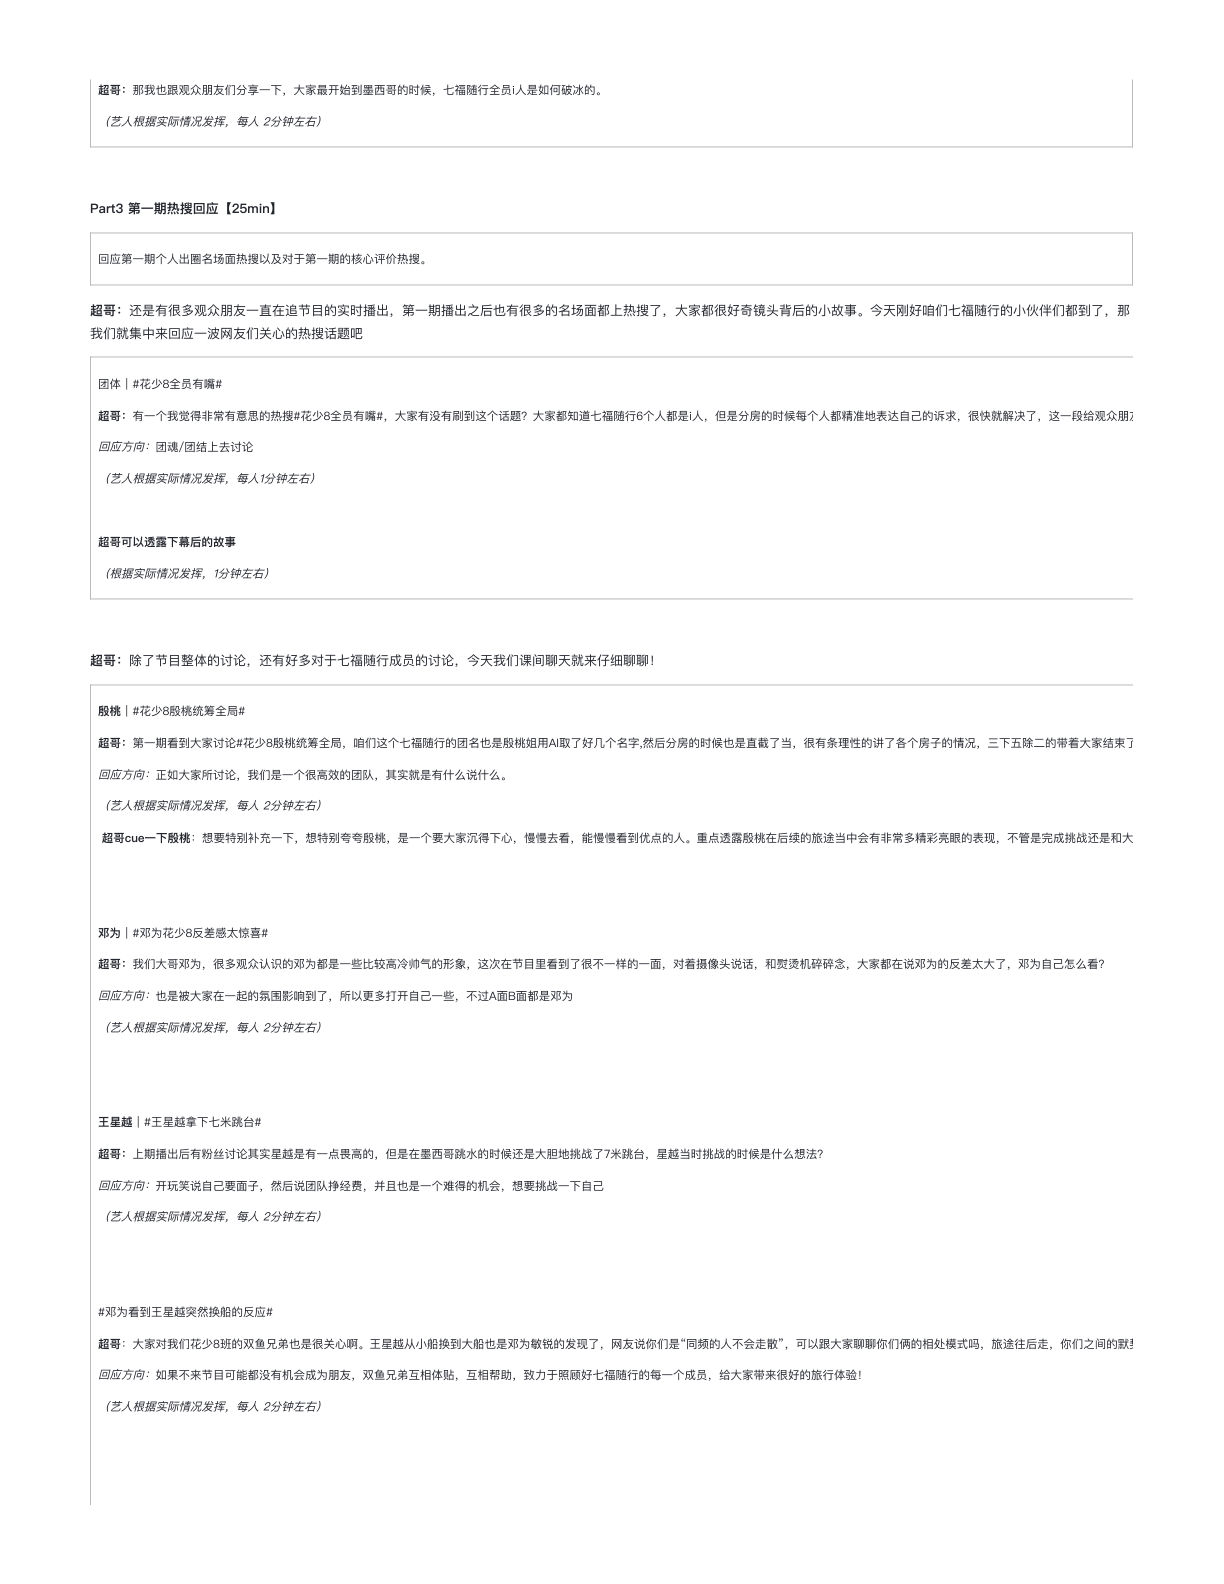 超哥：那我也跟观众朋友们分享一下，大家最开始到墨西哥的时候，七福随行全员i人是如何破冰的。
（艺人根据实际情况发挥，每人 2分钟左右）
Part3 第一期热搜回应【25min】
回应第一期个人出圈名场面热搜以及对于第一期的核心评价热搜。
超哥：还是有很多观众朋友一直在追节目的实时播出，第一期播出之后也有很多的名场面都上热搜了，大家都很好奇镜头背后的小故事。今天刚好咱们七福随行的小伙伴们都到了，那
我们就集中来回应一波网友们关心的热搜话题吧
团体｜#花少8全员有嘴#
超哥：有一个我觉得非常有意思的热搜#花少8全员有嘴#，大家有没有刷到这个话题？大家都知道七福随行6个人都是i人，但是分房的时候每个人都精准地表达自己的诉求，很快就解决了，这一段给观众朋
回应方向：团魂/团结上去讨论
（艺人根据实际情况发挥，每人1分钟左右）
超哥可以透露下幕后的故事
（根据实际情况发挥，1分钟左右）
超哥：除了节目整体的讨论，还有好多对于七福随行成员的讨论，今天我们课间聊天就来仔细聊聊！
殷桃｜#花少8殷桃统筹全局#
超哥：第一期看到大家讨论#花少8殷桃统筹全局，咱们这个七福随行的团名也是殷桃姐用AI取了好几个名字,然后分房的时候也是直截了当，很有条理性的讲了各个房子的情况，三下五除二的带着大家结束了
回应方向：正如大家所讨论，我们是一个很高效的团队，其实就是有什么说什么。
（艺人根据实际情况发挥，每人 2分钟左右）
超哥cue一下殷桃：想要特别补充一下，想特别夸夸殷桃，是一个要大家沉得下心，慢慢去看，能慢慢看到优点的人。重点透露殷桃在后续的旅途当中会有非常多精彩亮眼的表现，不管是完成挑战还是和大
邓为｜#邓为花少8反差感太惊喜#
超哥：我们大哥邓为，很多观众认识的邓为都是一些比较高冷帅气的形象，这次在节目里看到了很不一样的一面，对着摄像头说话，和熨烫机碎碎念，大家都在说邓为的反差太大了，邓为自己怎么看？
回应方向：也是被大家在一起的氛围影响到了，所以更多打开自己一些，不过A面B面都是邓为
（艺人根据实际情况发挥，每人 2分钟左右）
王星越｜#王星越拿下七米跳台#
超哥：上期播出后有粉丝讨论其实星越是有一点畏高的，但是在墨西哥跳水的时候还是大胆地挑战了7米跳台，星越当时挑战的时候是什么想法？
回应方向：开玩笑说自己要面子，然后说团队挣经费，并且也是一个难得的机会，想要挑战一下自己
（艺人根据实际情况发挥，每人 2分钟左右）
#邓为看到王星越突然换船的反应#
超哥：大家对我们花少8班的双鱼兄弟也是很关心啊。王星越从小船换到大船也是邓为敏锐的发现了，网友说你们是“同频的人不会走散”，可以跟大家聊聊你们俩的相处模式吗，旅途往后走，你们之间的默
回应方向：如果不来节目可能都没有机会成为朋友，双鱼兄弟互相体贴，互相帮助，致力于照顾好七福随行的每一个成员，给大家带来很好的旅行体验！
（艺人根据实际情况发挥，每人 2分钟左右）